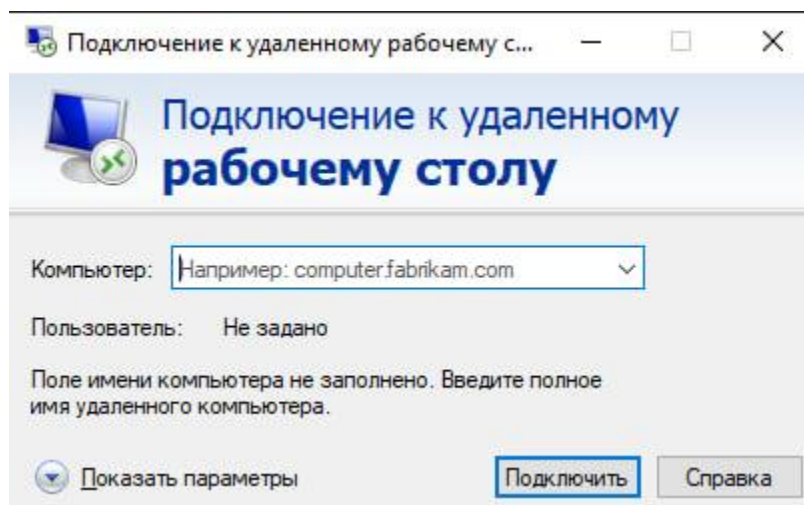 Подключение к удаленному рабочему с...
Подключение к удаленному
рабочему столу
Компьютер: Например: computer.fabrikam.com
Пользователь: Не задано
Поле имени компьютера не заполнено. Введите полное
имя удаленного компьютера.
Показать параметры Подключить Справка